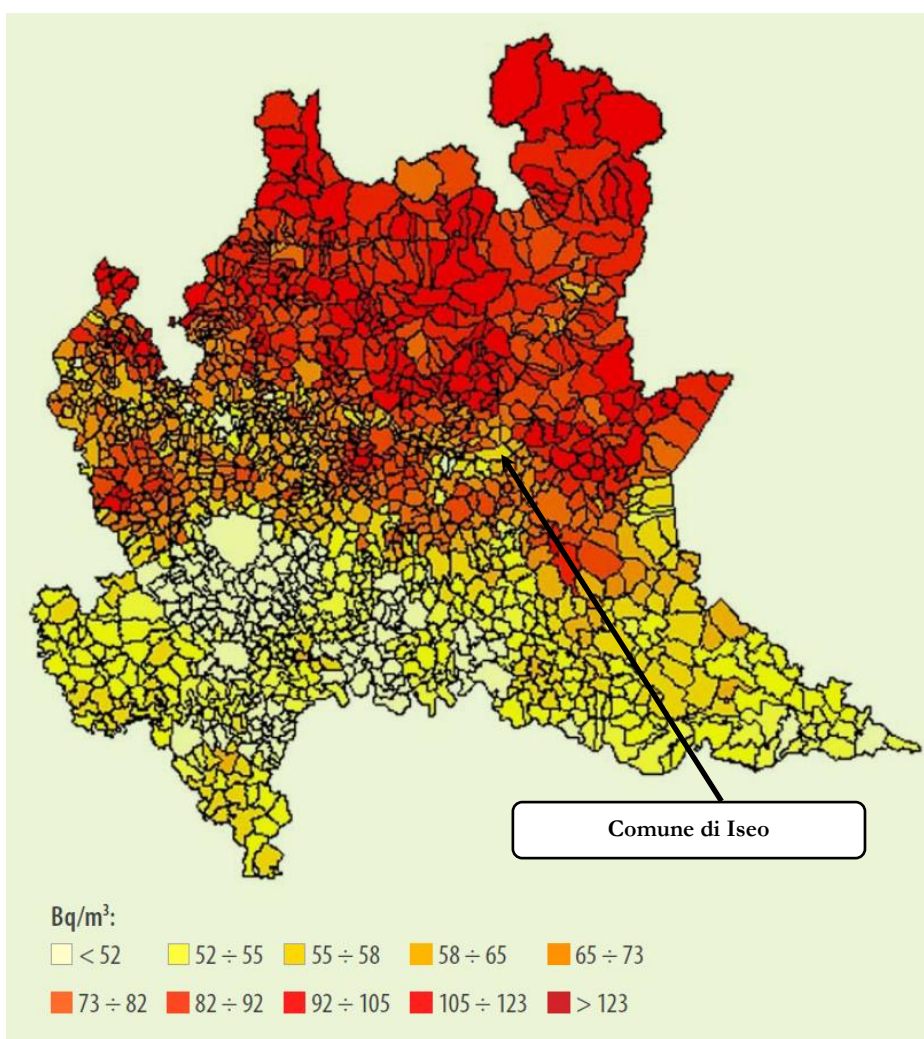 Comune di Iseo
Bq/m³:
< 52 52 ÷ 55 55 ÷ 58 58 ÷ 65 65 ÷ 73
73 ÷ 82 82 ÷ 92 92 ÷ 105 105 ÷ 123 > 123